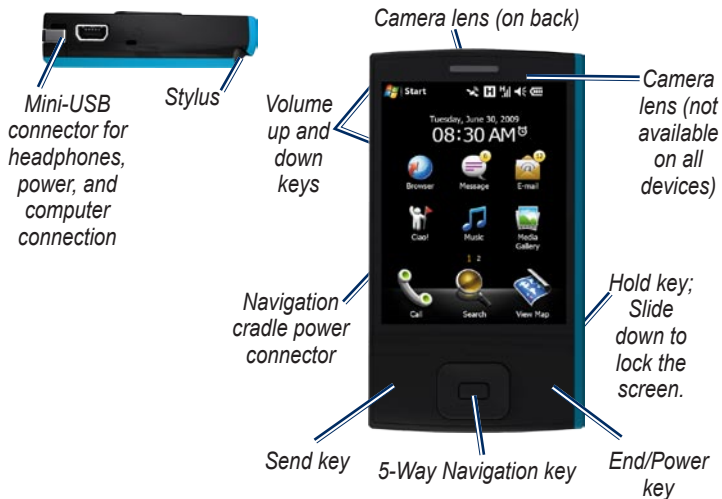 Camera lens (on back)
Mini-USB
connector for
headphones,
power, and
computer
connection
Stylus
Volume
up and
down
keys
Camera
lens (not
available
on all
devices)
Start
Tuesday, June 30, 2009
08:30 AM
Browser
Message
6
E-mail
12
Ciao!
Music
Media
Gallery
1 2
Call
Search
View Map
Navigation
cradle power
connector
Hold key;
Slide
down to
lock the
screen.
Send key
5-Way Navigation key
End/Power
key